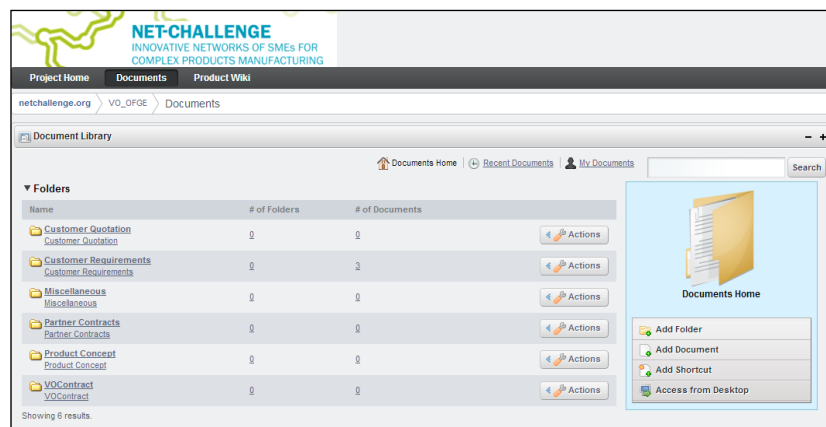 NET-CHALLENGE
INNOVATIVE NETWORKS OF SMEs FOR
COMPLEX PRODUCTS MANUFACTURING
Project Home Documents Product Wiki
netchallenge.org VO_OFGE Documents
Document Library
Documents Home Recent Documents My Documents Search
Folders
Name # of Folders # of Documents
Customer Quotation 0 0 Actions
Customer Quotation
Customer Requirements 0 3 Actions
Customer Requirements
Miscellaneous 0 0 Actions
Miscellaneous
Partner Contracts 0 0 Actions
Partner Contracts
Product Concept 0 0 Actions
Product Concept
VOContract 0 0 Actions
VOContract
Showing 6 results.
Documents Home
Add Folder
Add Document
Add Shortcut
Access from Desktop